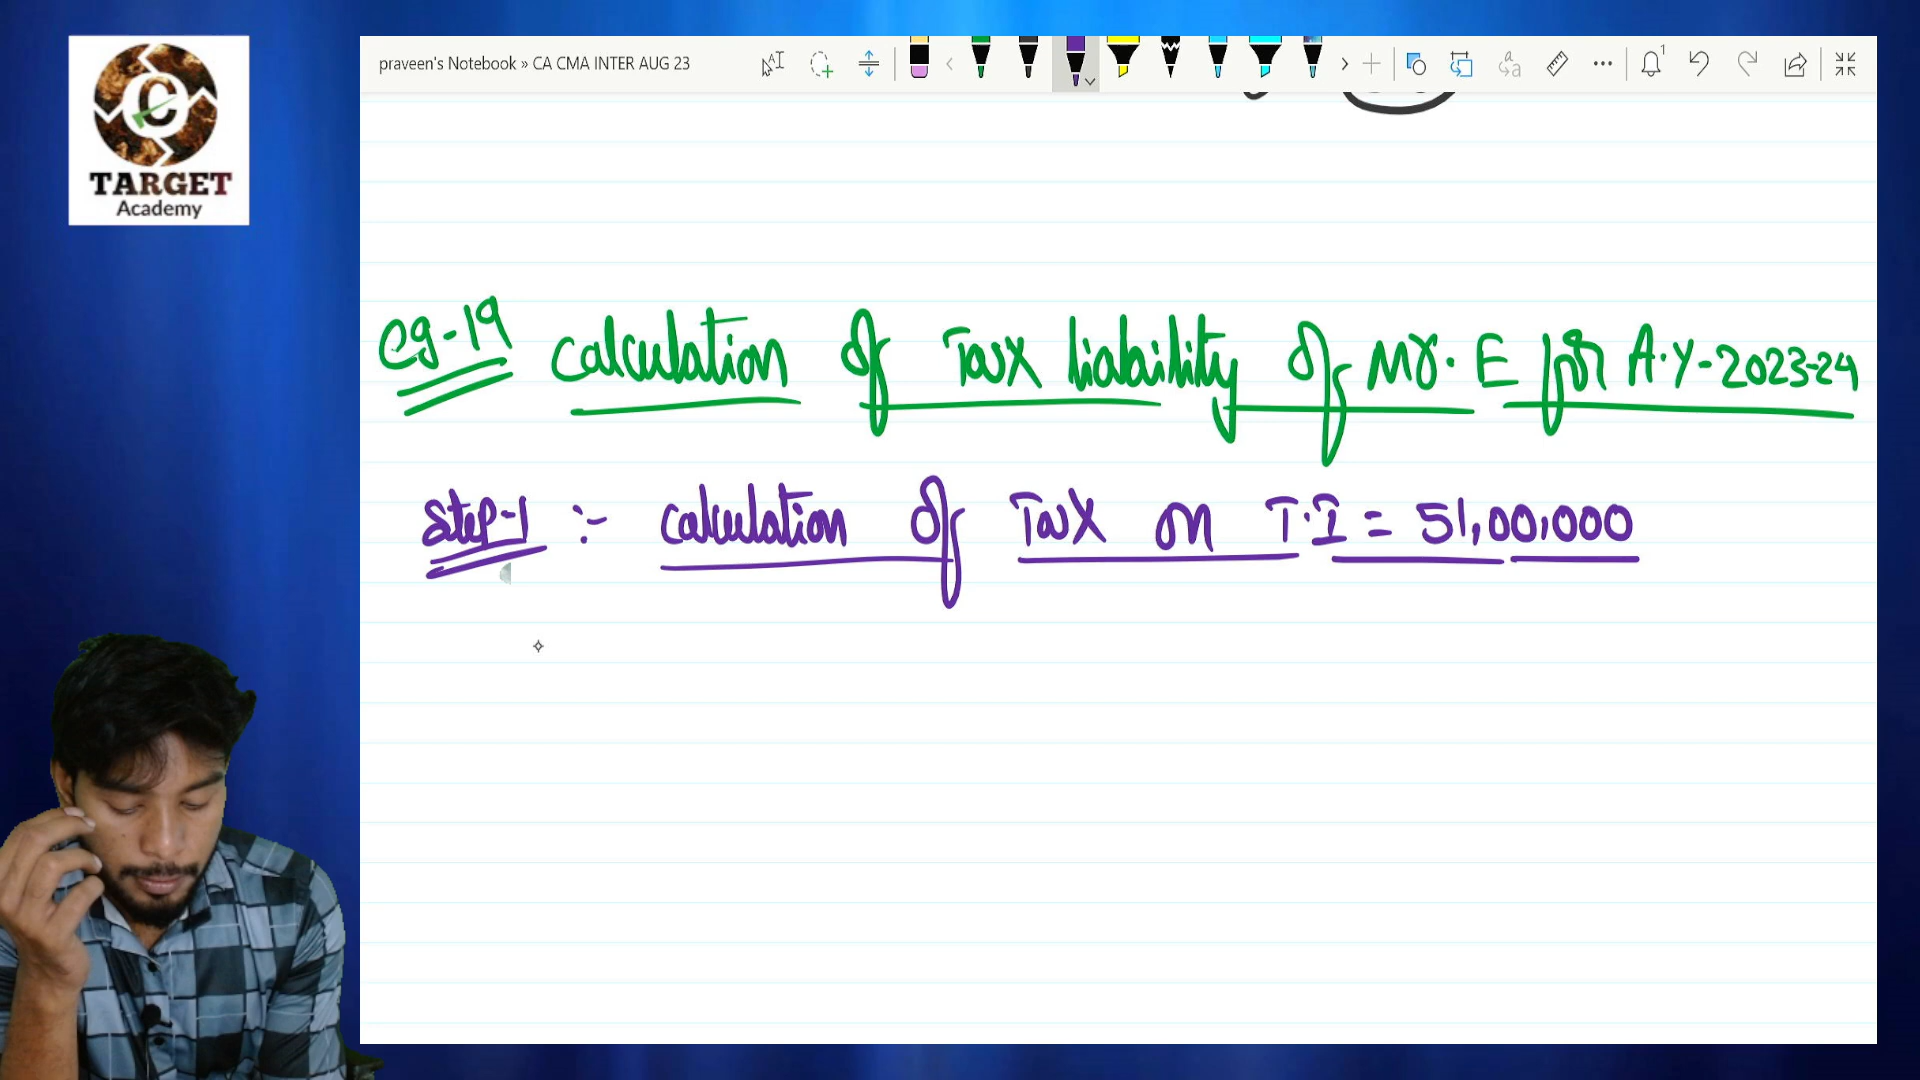 C
TARGET
Academy
praveen's Notebook » CA CMA INTER AUG 23
eg-19 Calculation of Tax liability of Mr. E for A.Y-2023-24
Step-1 :- Calculation of Tax on T.I = 51,00,000